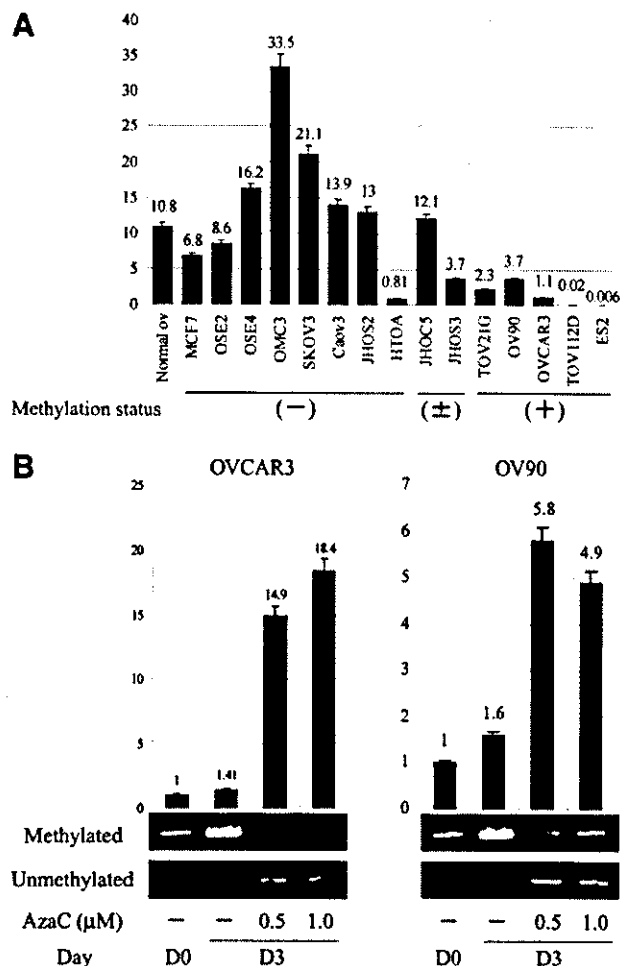 A
40
35
30
25
20
15
10
5
0
10.8
6.8
8.6
16.2
33.5
21.1
13.9
13
0.81
12.1
3.7
2.3
3.7
1.1
0.02
0.006
Normal ov
MCF7
OSE2
OSE4
OMC3
SKOV3
Caov3
JHOS2
HTOA
JHOC5
JHOS3
TOV21G
OV90
OVCAR3
TOV112D
ES2
Methylation status (−) (±) (+)
B
OVCAR3
25
20
15
10
5
0
1
1.41
14.9
18.4
OV90
7
6
5
4
3
2
1
0
1
1.6
5.8
4.9
Methylated
Unmethylated
AzaC (μM) − − 0.5 1.0 − − 0.5 1.0
Day D0 D3 D0 D3